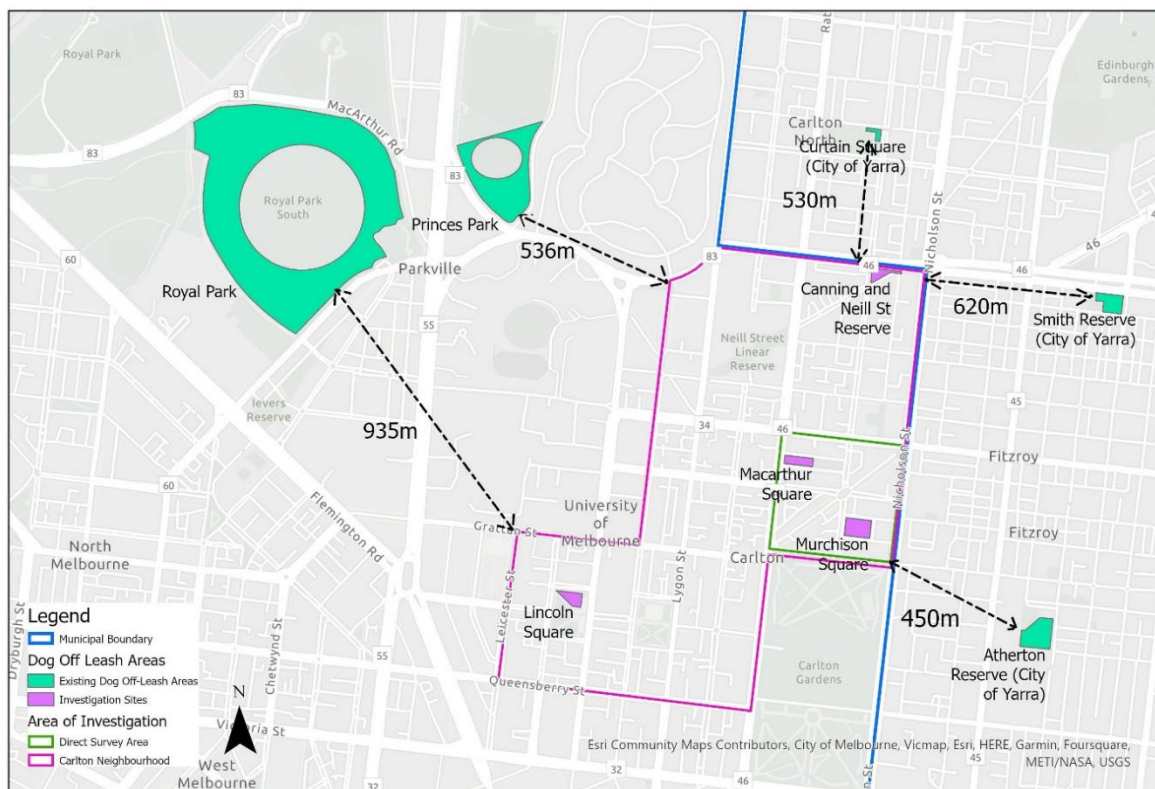 Royal Park
83
MacArthur Rd
83
83
83
Royal Park
South
Princes Park
Parkville
Royal Park
60
536m
55
Ievers
Reserve
935m
Flemington Rd
60
North
Melbourne
Dryburgh St
Chetwynd St
55
Victoria St
West
Melbourne
32
Carlton
North
Curtain Square
(City of Yarra)
530m
Nicholson St
Edinburgh
Gardens
46
46
46
83
46
Canning and
Neill St
Reserve
620m
Smith Reserve
(City of Yarra)
Neill Street
Linear
Reserve
34
46
45
Fitzroy
Macarthur
Square
Nicholson St
Fitzroy
Murchison
Square
University
of
Melbourne
Grattan St
Carlton
Lygon St
Leicester St
Lincoln
Square
Queensberry St
450m
Atherton
Reserve (City
of Yarra)
Carlton
Gardens
32
46
45
n St
Legend
Municipal Boundary
Dog Off Leash Areas
Existing Dog Off-Leash Areas
Investigation Sites
Area of Investigation
Direct Survey Area
Carlton Neighbourhood
N
Esri Community Maps Contributors, City of Melbourne, Vicmap, Esri, HERE, Garmin, Foursquare,
METI/NASA, USGS